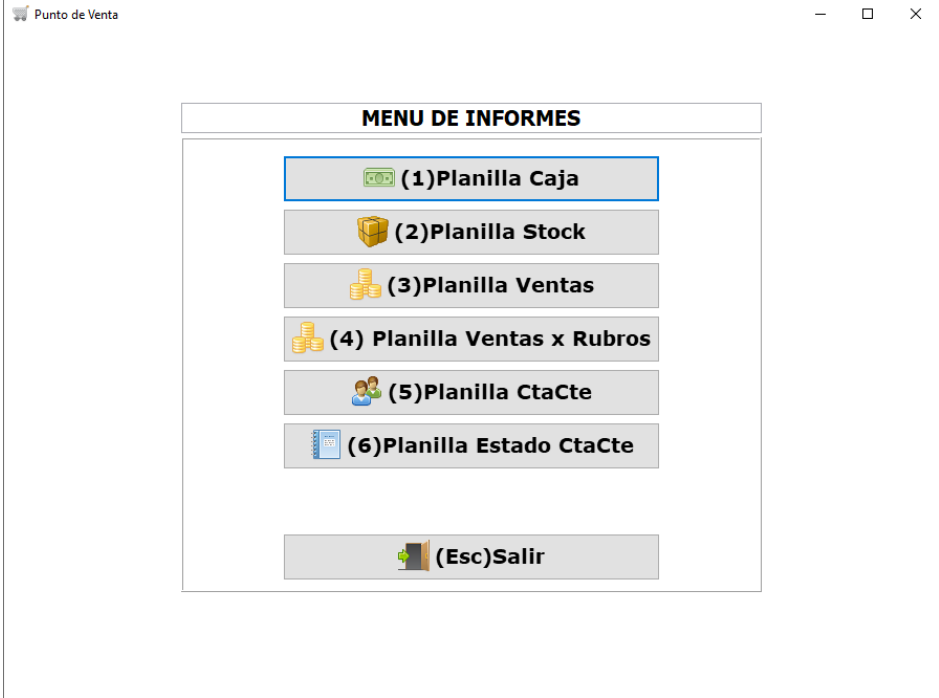 Punto de Venta
MENU DE INFORMES
(1)Planilla Caja
(2)Planilla Stock
(3)Planilla Ventas
(4) Planilla Ventas x Rubros
(5)Planilla CtaCte
(6)Planilla Estado CtaCte
(Esc)Salir